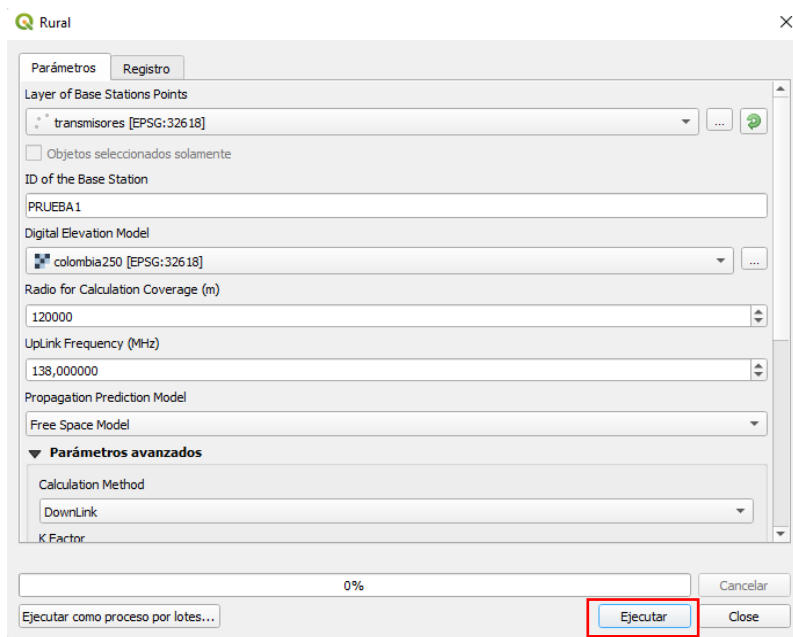 Rural
Parámetros Registro
Layer of Base Stations Points
transmisores [EPSG:32618]
...
Objetos seleccionados solamente
ID of the Base Station
PRUEBA1
Digital Elevation Model
colombia250 [EPSG:32618]
...
Radio for Calculation Coverage (m)
120000
UpLink Frequency (MHz)
138,000000
Propagation Prediction Model
Free Space Model
Parámetros avanzados
Calculation Method
DownLink
K Factor
0% Cancelar
Ejecutar como proceso por lotes... Ejecutar Close